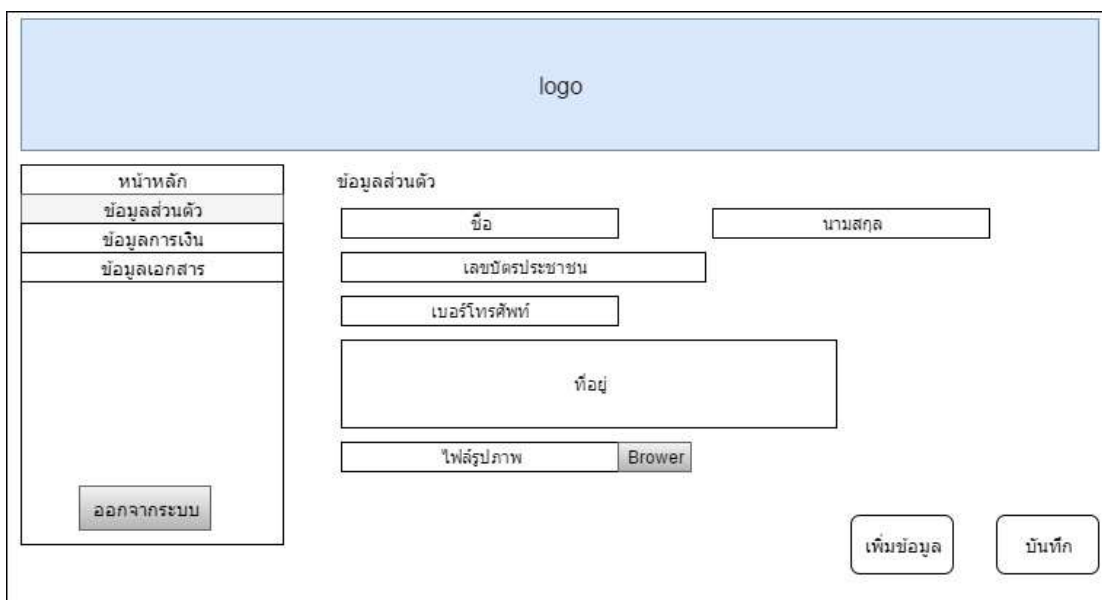 logo
หน้าหลัก
ข้อมูลส่วนตัว
ข้อมูลการเงิน
ข้อมูลเอกสาร
ออกจากระบบ
ข้อมูลส่วนตัว
ชื่อ
นามสกุล
เลขบัตรประชาชน
เบอร์โทรศัพท์
ที่อยู่
ไฟล์รูปภาพ
Brower
เพิ่มข้อมูล
บันทึก